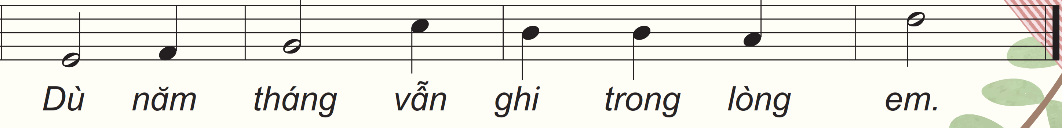 Dù năm tháng vẫn ghi trong lòng em.